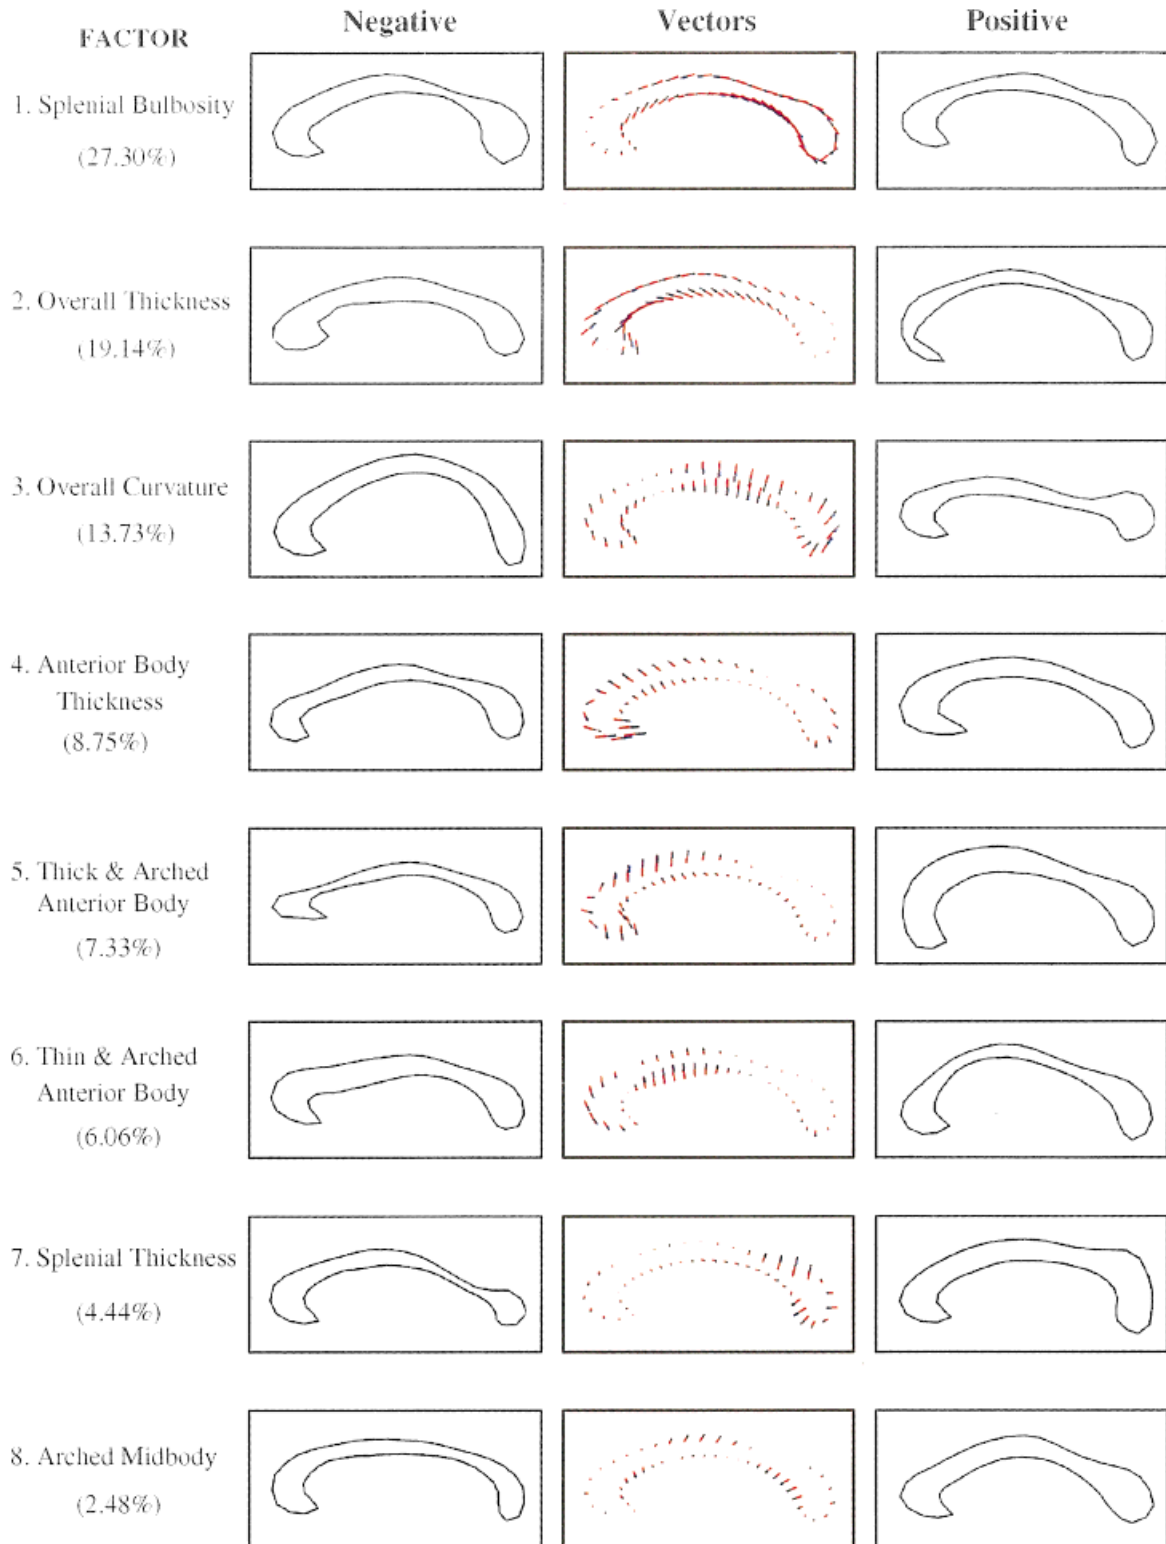 FACTOR
Negative
Vectors
Positive
1. Splenial Bulbosity
(27.30%)
2. Overall Thickness
(19.14%)
3. Overall Curvature
(13.73%)
4. Anterior Body
Thickness
(8.75%)
5. Thick & Arched
Anterior Body
(7.33%)
6. Thin & Arched
Anterior Body
(6.06%)
7. Splenial Thickness
(4.44%)
8. Arched Midbody
(2.48%)